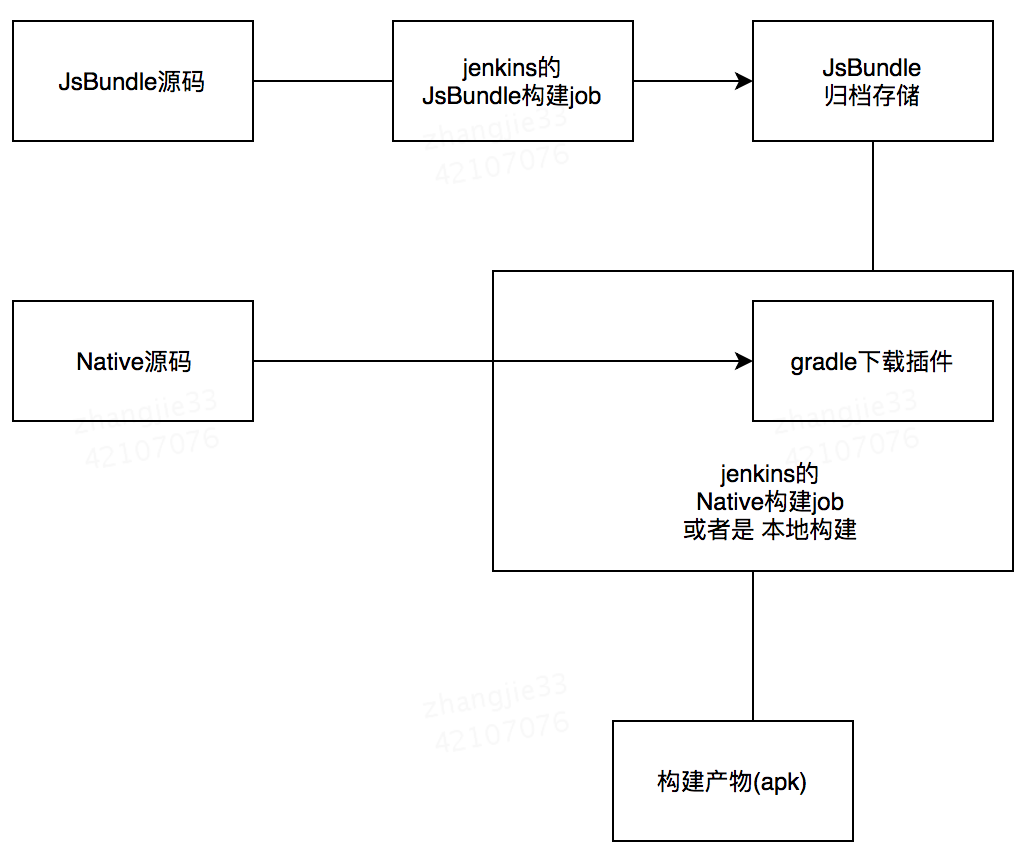 JsBundle源码
jenkins的
JsBundle构建job
JsBundle
归档存储
zhangjie33
42107076
Native源码
gradle下载插件
zhangjie33
42107076
zhangjie33
42107076
jenkins的
Native构建job
或者是 本地构建
zhangjie33
42107076
构建产物(apk)